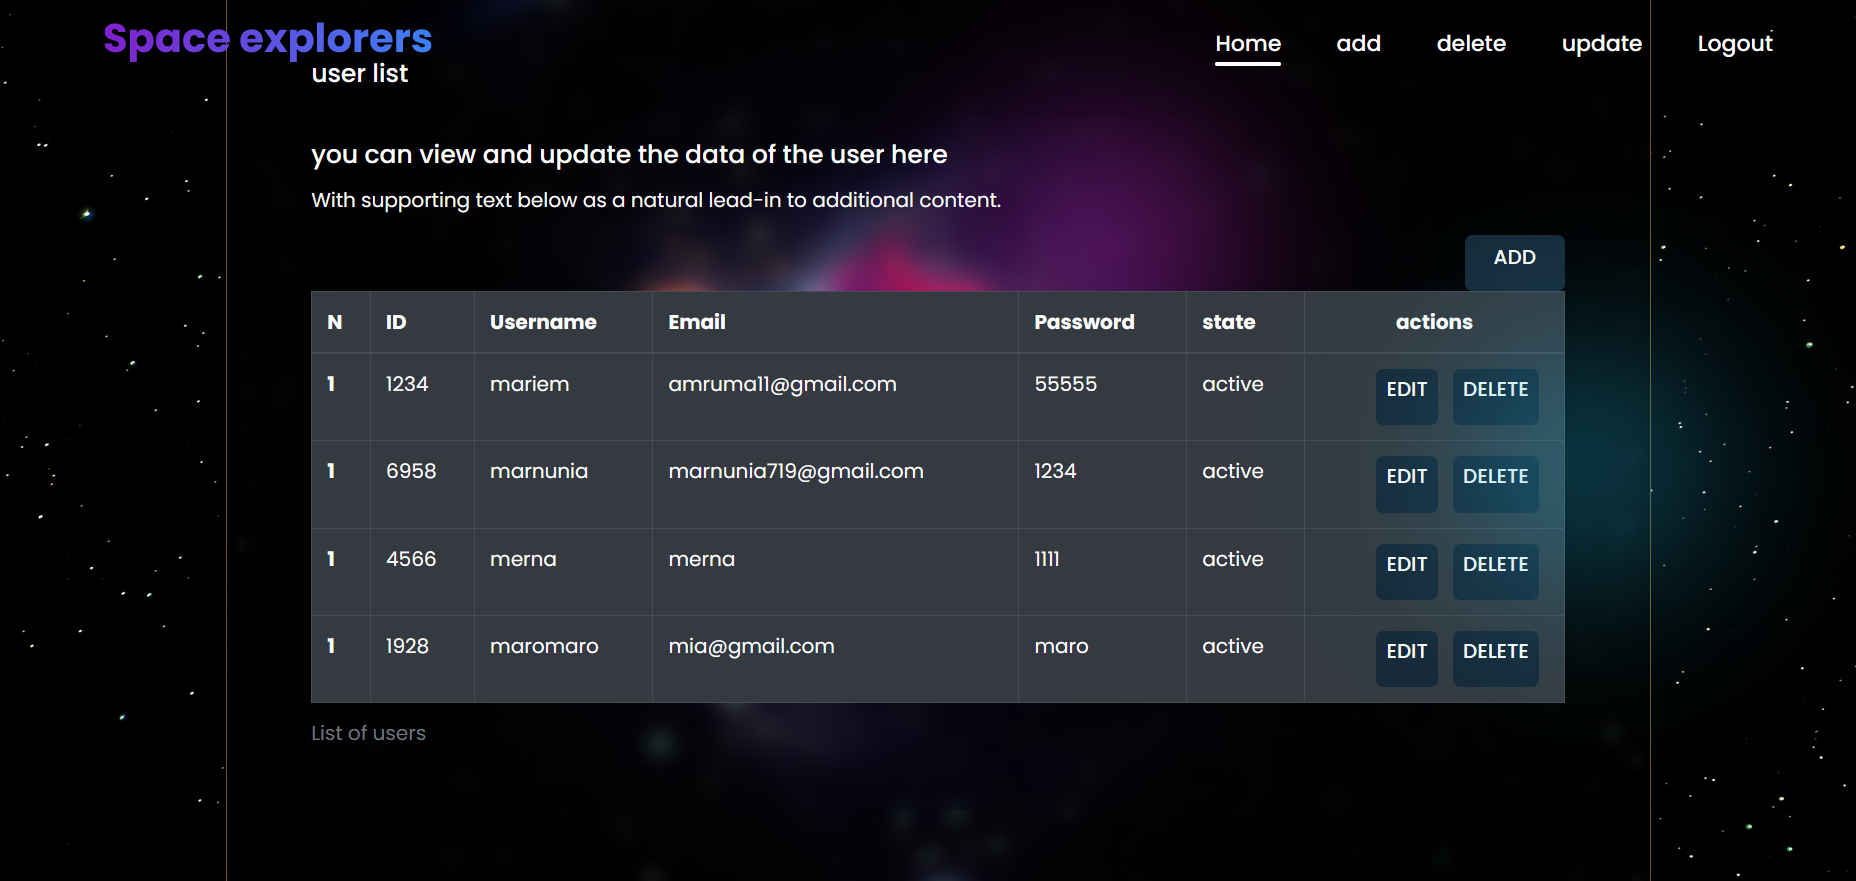 Space explorers
Home add delete update Logout
user list
you can view and update the data of the user here
With supporting text below as a natural lead-in to additional content.
ADD
N ID Username Email Password state actions
1 1234 mariem amruma11@gmail.com 55555 active EDIT DELETE
1 6958 marnunia marnunia719@gmail.com 1234 active EDIT DELETE
1 4566 merna merna 1111 active EDIT DELETE
1 1928 maromaro mia@gmail.com maro active EDIT DELETE
List of users